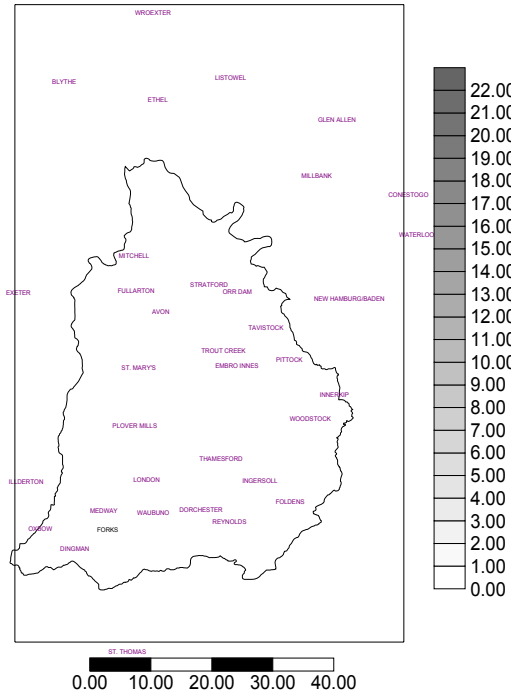 WROEXTER
BLYTHE
LISTOWEL
ETHEL
GLEN ALLEN
MILLBANK
CONESTOGO
WATERLOO
MITCHELL
EXETER
FULLARTON
STRATFORD
ORR DAM
NEW HAMBURG/BADEN
AVON
TAVISTOCK
TROUT CREEK
PITTOCK
ST. MARY'S
EMBRO INNES
INNERKIP
WOODSTOCK
PLOVER MILLS
THAMESFORD
ILLDERTON
LONDON
INGERSOLL
FOLDENS
MEDWAY
WAUBUNO
DORCHESTER
REYNOLDS
OXBOW
FORKS
DINGMAN
ST. THOMAS
0.00 10.00 20.00 30.00 40.00
22.00
21.00
20.00
19.00
18.00
17.00
16.00
15.00
14.00
13.00
12.00
11.00
10.00
9.00
8.00
7.00
6.00
5.00
4.00
3.00
2.00
1.00
0.00